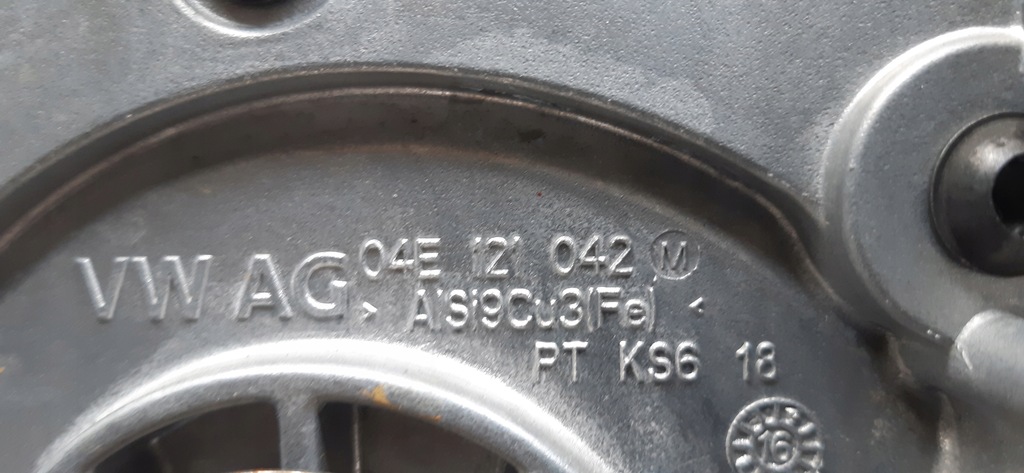 VW AG 04E 121 042 M
> AlSi9Cu3(Fe) <
PT KS6 18
16